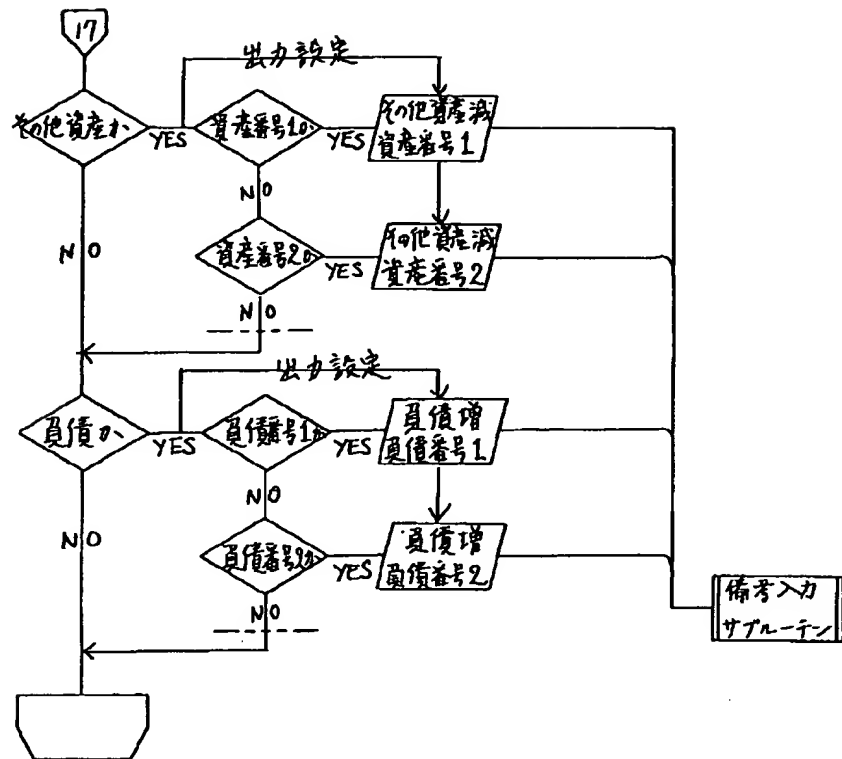 17
出力設定
その他資産か
YES
資産番号1か
YES
その他資産減
資産番号1
NO
NO
資産番号2か
YES
その他資産減
資産番号2
NO
出力設定
負債か
YES
負債番号1か
YES
負債増
負債番号1
NO
NO
負債番号2か
YES
負債増
負債番号2
NO
備考入力
サブルーテン